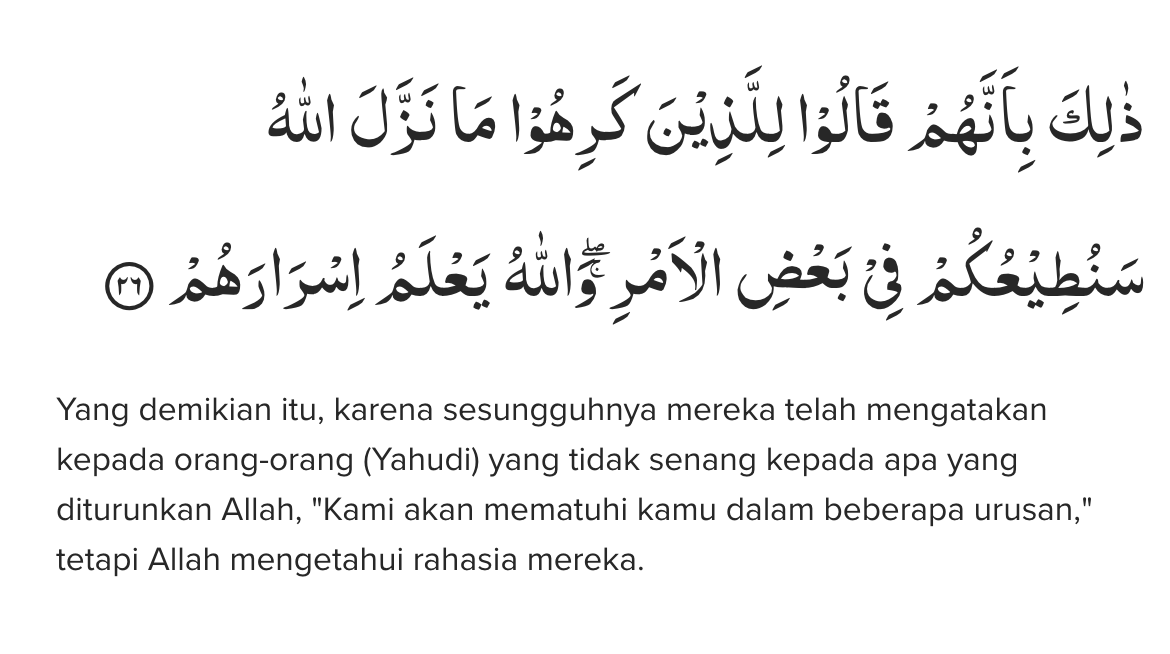 ذٰلِكَ بِاَنَّهُمْ قَالُوْا لِلَّذِيْنَ كَرِهُوْا مَا نَزَّلَ اللّٰهُ
سَنُطِيْعُكُمْ فِيْ بَعْضِ الْاَمْرِۚ وَاللّٰهُ يَعْلَمُ اِسْرَارَهُمْ ٢٦
Yang demikian itu, karena sesungguhnya mereka telah mengatakan
kepada orang-orang (Yahudi) yang tidak senang kepada apa yang
diturunkan Allah, "Kami akan mematuhi kamu dalam beberapa urusan,"
tetapi Allah mengetahui rahasia mereka.